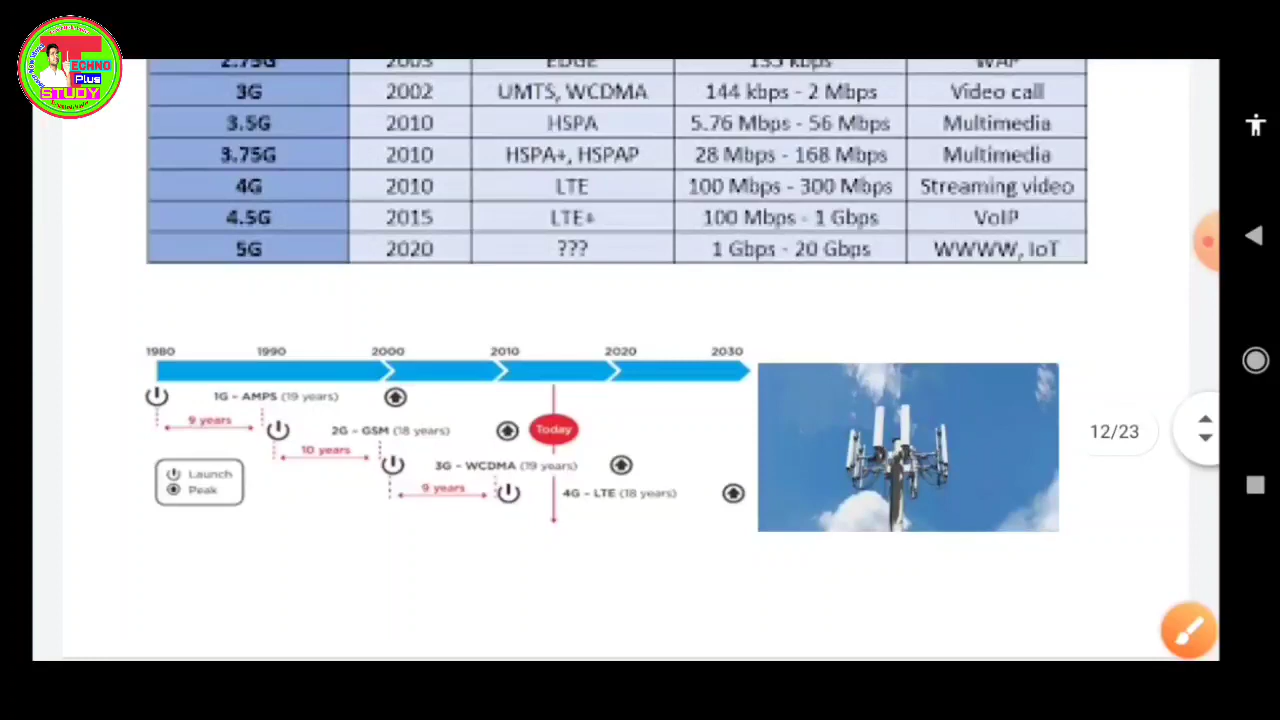 TECHNO
Plus
STUDY
2.75G 2003 EDGE 135 kbps WAP
3G 2002 UMTS, WCDMA 144 kbps - 2 Mbps Video call
3.5G 2010 HSPA 5.76 Mbps - 56 Mbps Multimedia
3.75G 2010 HSPA+, HSPAP 28 Mbps - 168 Mbps Multimedia
4G 2010 LTE 100 Mbps - 300 Mbps Streaming video
4.5G 2015 LTE+ 100 Mbps - 1 Gbps VoIP
5G 2020 ??? 1 Gbps - 20 Gbps WWWW, IoT
1980 1990 2000 2010 2020 2030
1G - AMPS (19 years)
9 years
2G - GSM (18 years)
Today
10 years
3G - WCDMA (19 years)
Launch
Peak
9 years
4G - LTE (18 years)
12/23